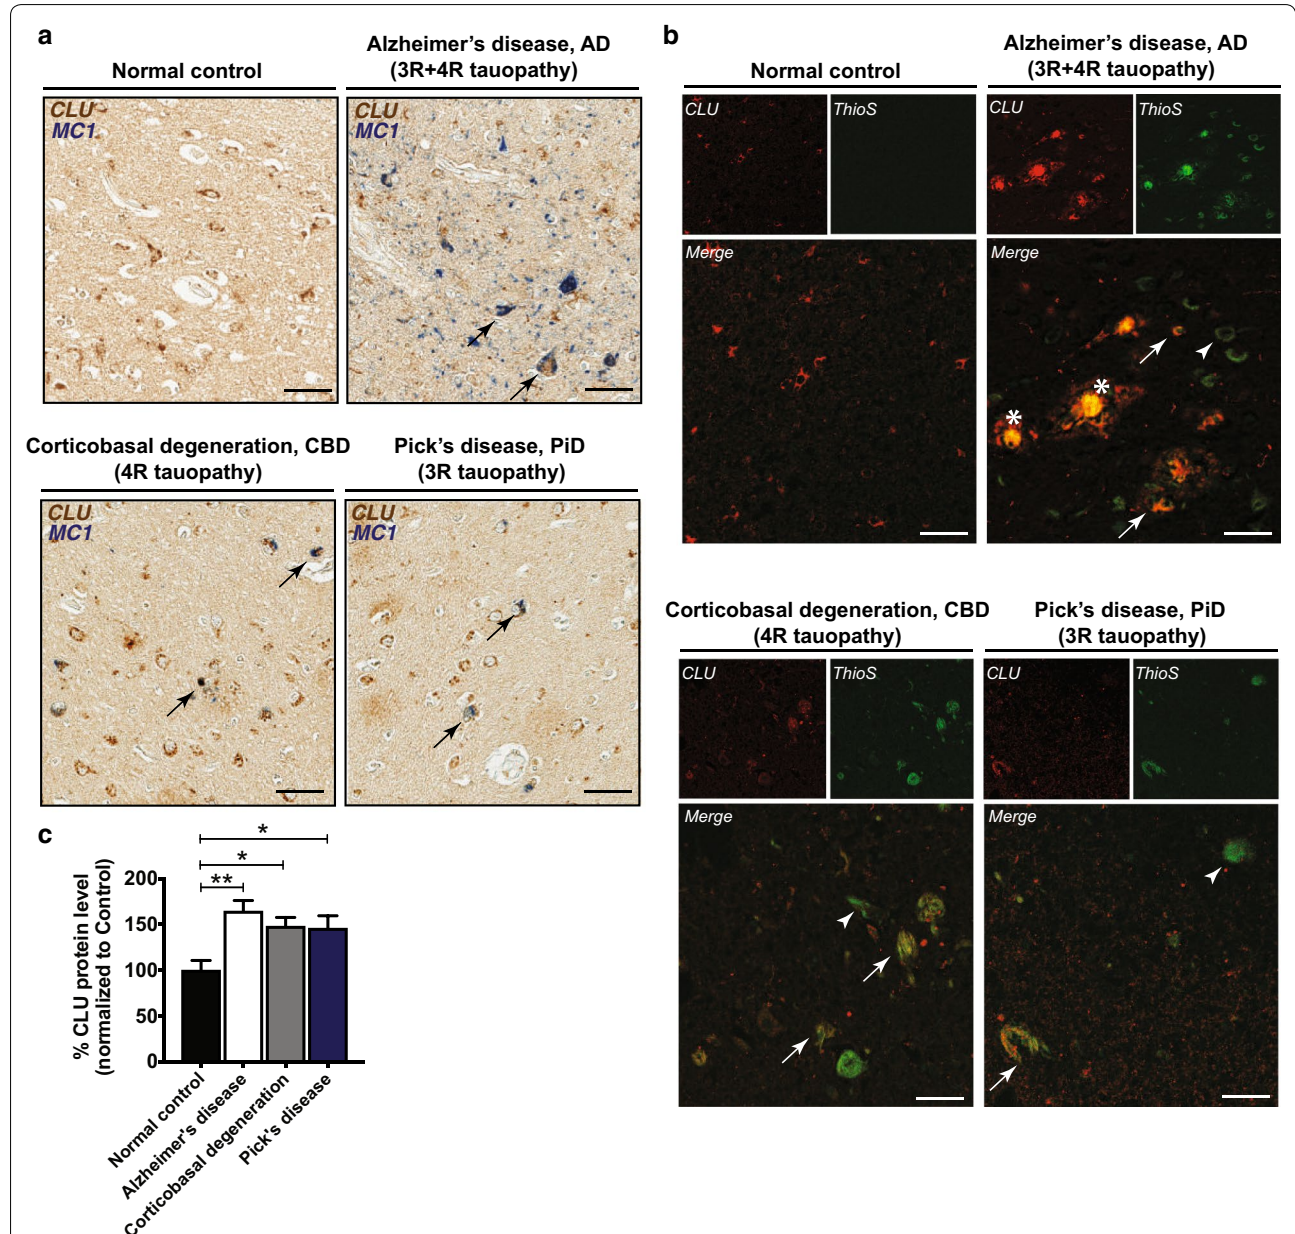 a
Normal control
Alzheimer's disease, AD
(3R+4R tauopathy)
CLU
MC1
CLU
MC1
Corticobasal degeneration, CBD
(4R tauopathy)
Pick's disease, PiD
(3R tauopathy)
CLU
MC1
CLU
MC1
b
Normal control
Alzheimer's disease, AD
(3R+4R tauopathy)
CLU
ThioS
CLU
ThioS
Merge
Merge
*
*
Corticobasal degeneration, CBD
(4R tauopathy)
Pick's disease, PiD
(3R tauopathy)
CLU
ThioS
CLU
ThioS
Merge
Merge
c
% CLU protein level
(normalized to Control)
200
150
100
50
0
*
*
**
Normal control
Alzheimer's disease
Corticobasal degeneration
Pick's disease